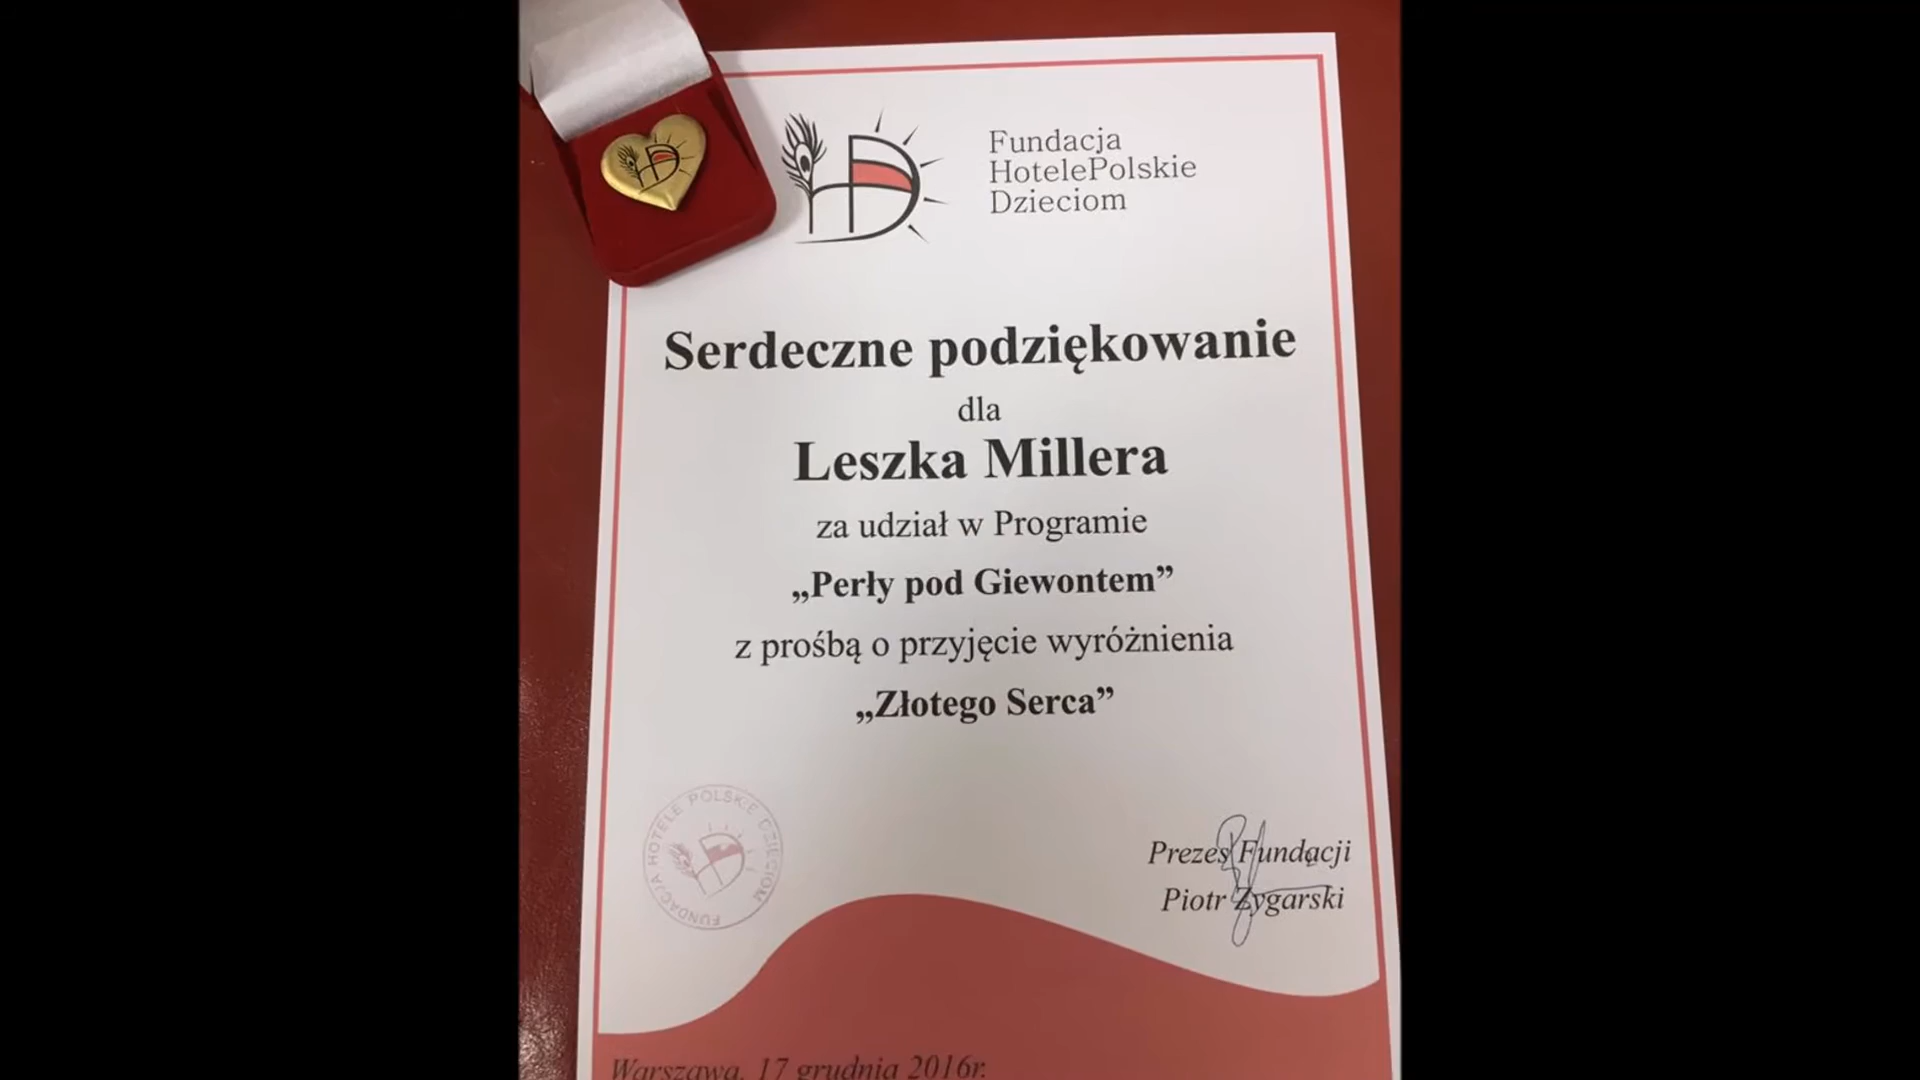 Fundacja
HotelePolskie
Dzieciom
Serdeczne podziękowanie
dla
Leszka Millera
za udział w Programie
„Perły pod Giewontem”
z prośbą o przyjęcie wyróżnienia
„Złotego Serca”
FUNDACJA HOTELE POLSKIE DZIECIOM
Prezes Fundacji
Piotr Zygarski
Warszawa, 17 grudnia 2016r.